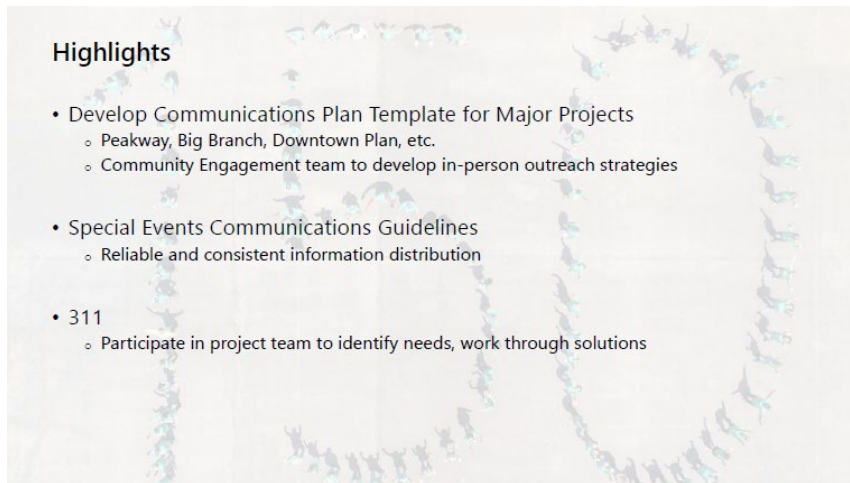 Highlights
• Develop Communications Plan Template for Major Projects
○ Peakway, Big Branch, Downtown Plan, etc.
○ Community Engagement team to develop in-person outreach strategies
• Special Events Communications Guidelines
○ Reliable and consistent information distribution
• 311
○ Participate in project team to identify needs, work through solutions
150